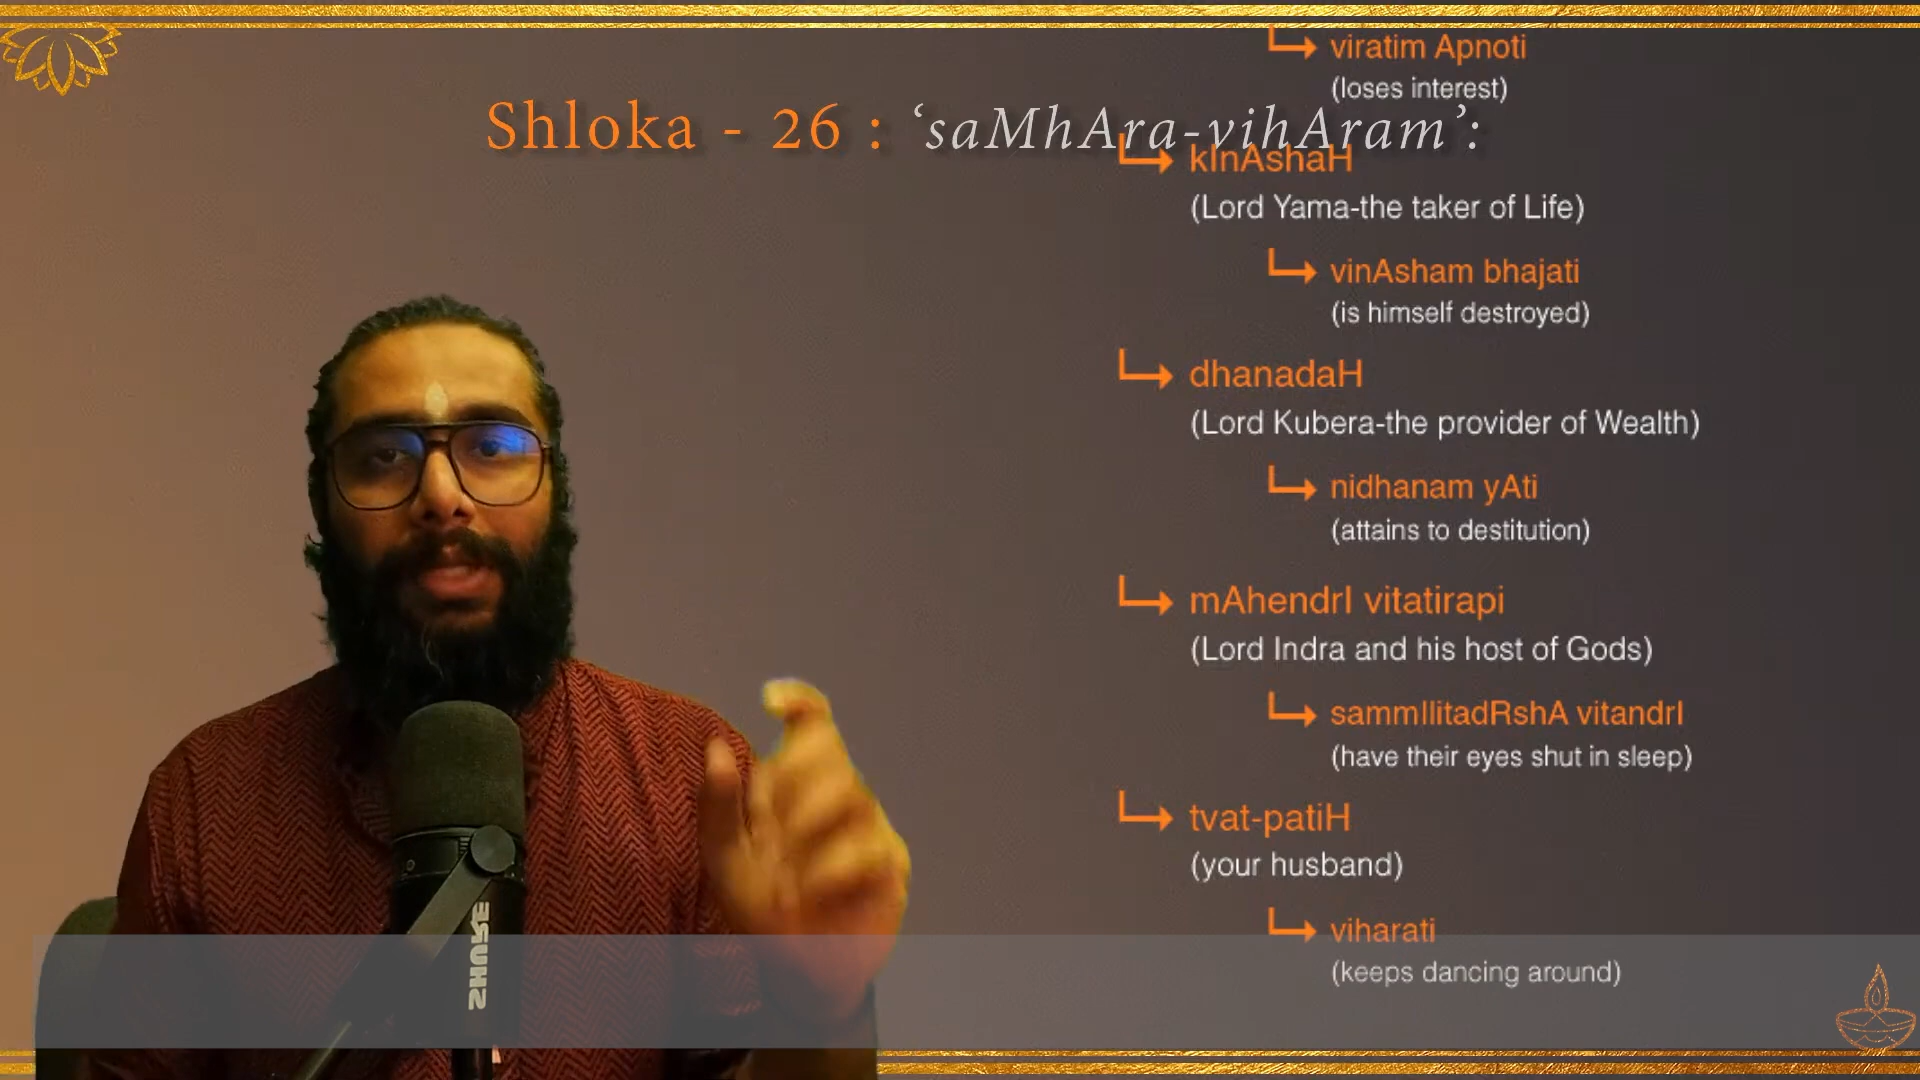 viratim Apnoti
(loses interest)
Shloka - 26 : ‘saMhAra-vihAram’:
kInAshaH
(Lord Yama-the taker of Life)
vinAsham bhajati
(is himself destroyed)
dhanadaH
(Lord Kubera-the provider of Wealth)
nidhanam yAti
(attains to destitution)
mAhendrI vitatirapi
(Lord Indra and his host of Gods)
sammIlitadRshA vitandrI
(have their eyes shut in sleep)
tvat-patiH
(your husband)
viharati
(keeps dancing around)
SHURE